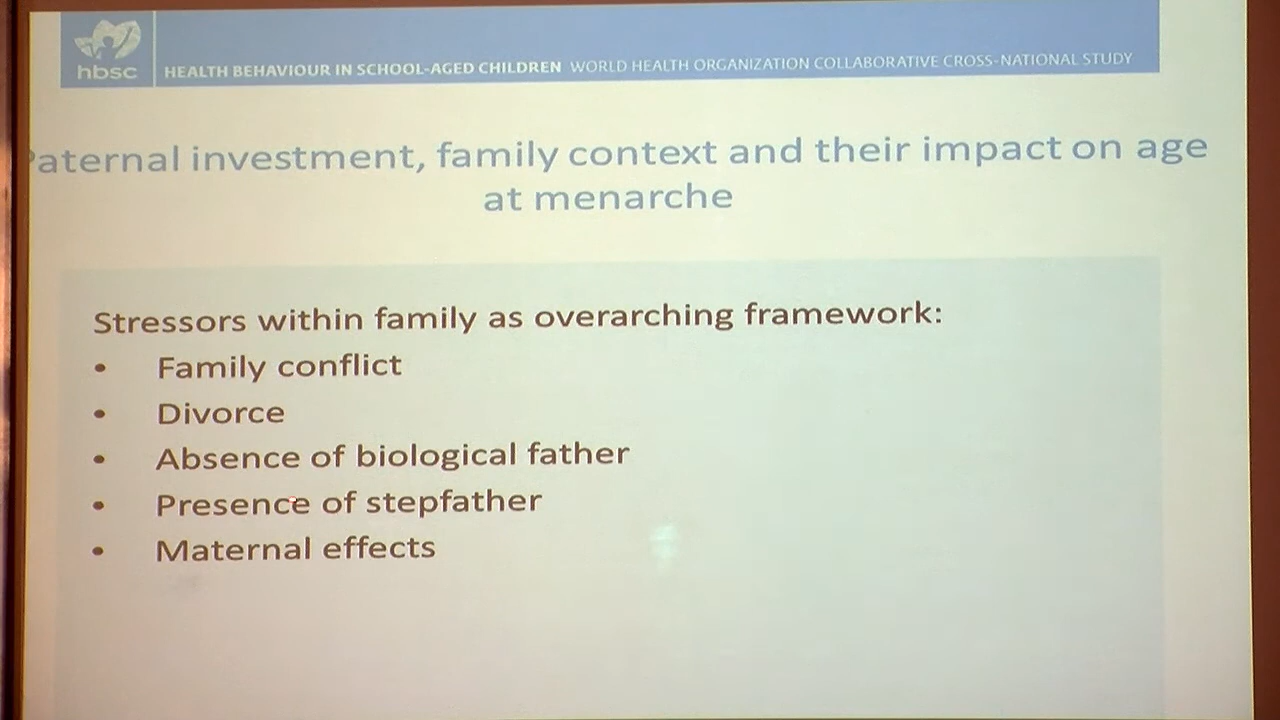 hbsc
HEALTH BEHAVIOUR IN SCHOOL-AGED CHILDREN WORLD HEALTH ORGANIZATION COLLABORATIVE CROSS-NATIONAL STUDY
Paternal investment, family context and their impact on age
at menarche
Stressors within family as overarching framework:
• Family conflict
• Divorce
• Absence of biological father
• Presence of stepfather
• Maternal effects